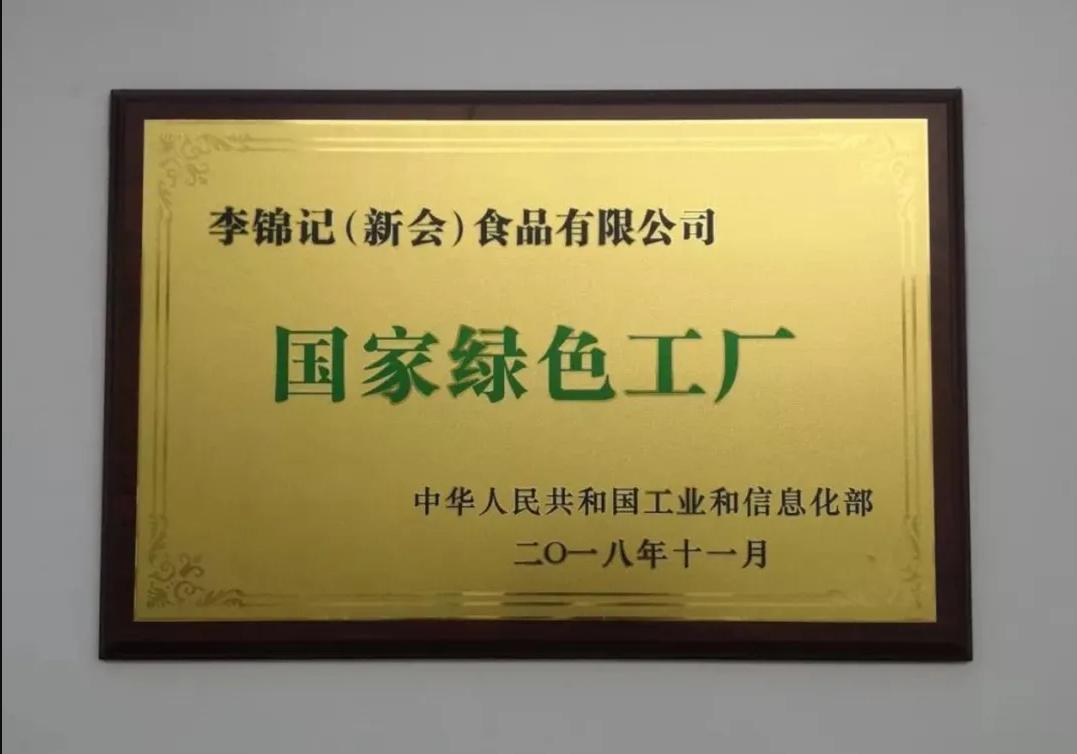 李锦记（新会）食品有限公司
国家绿色工厂
中华人民共和国工业和信息化部
二〇一八年十一月